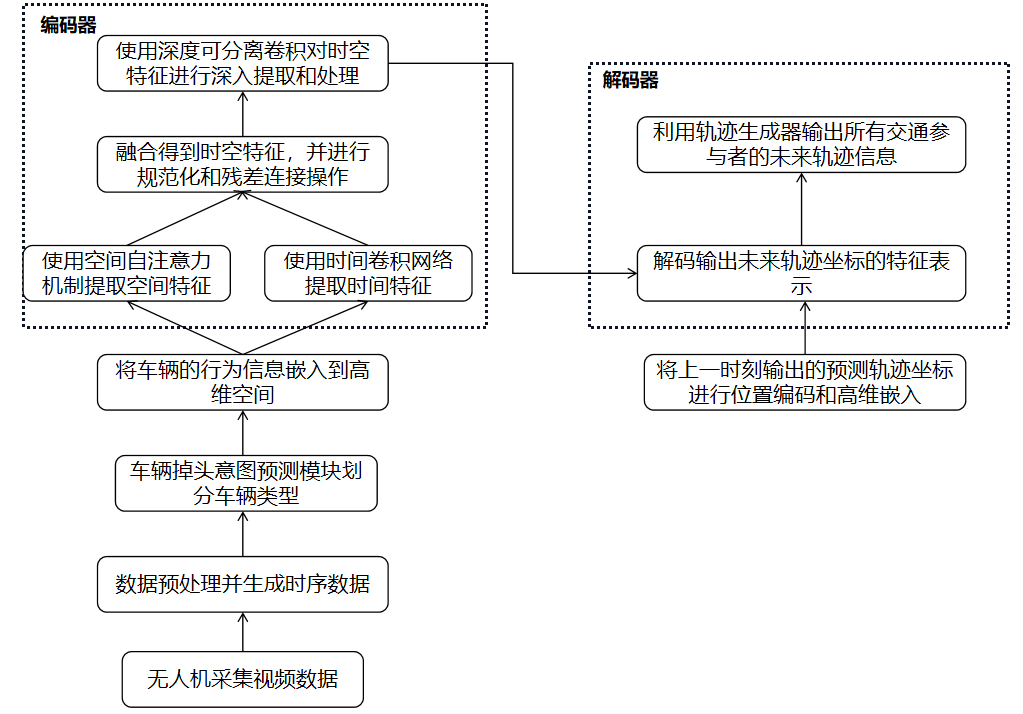 编码器
使用深度可分离卷积对时空
特征进行深入提取和处理
融合得到时空特征，并进行
规范化和残差连接操作
使用空间自注意力
机制提取空间特征
使用时间卷积网络
提取时间特征
将车辆的行为信息嵌入到高
维空间
车辆掉头意图预测模块划
分车辆类型
数据预处理并生成时序数据
无人机采集视频数据
解码器
利用轨迹生成器输出所有交通参
与者的未来轨迹信息
解码输出未来轨迹坐标的特征表
示
将上一时刻输出的预测轨迹坐标
进行位置编码和高维嵌入